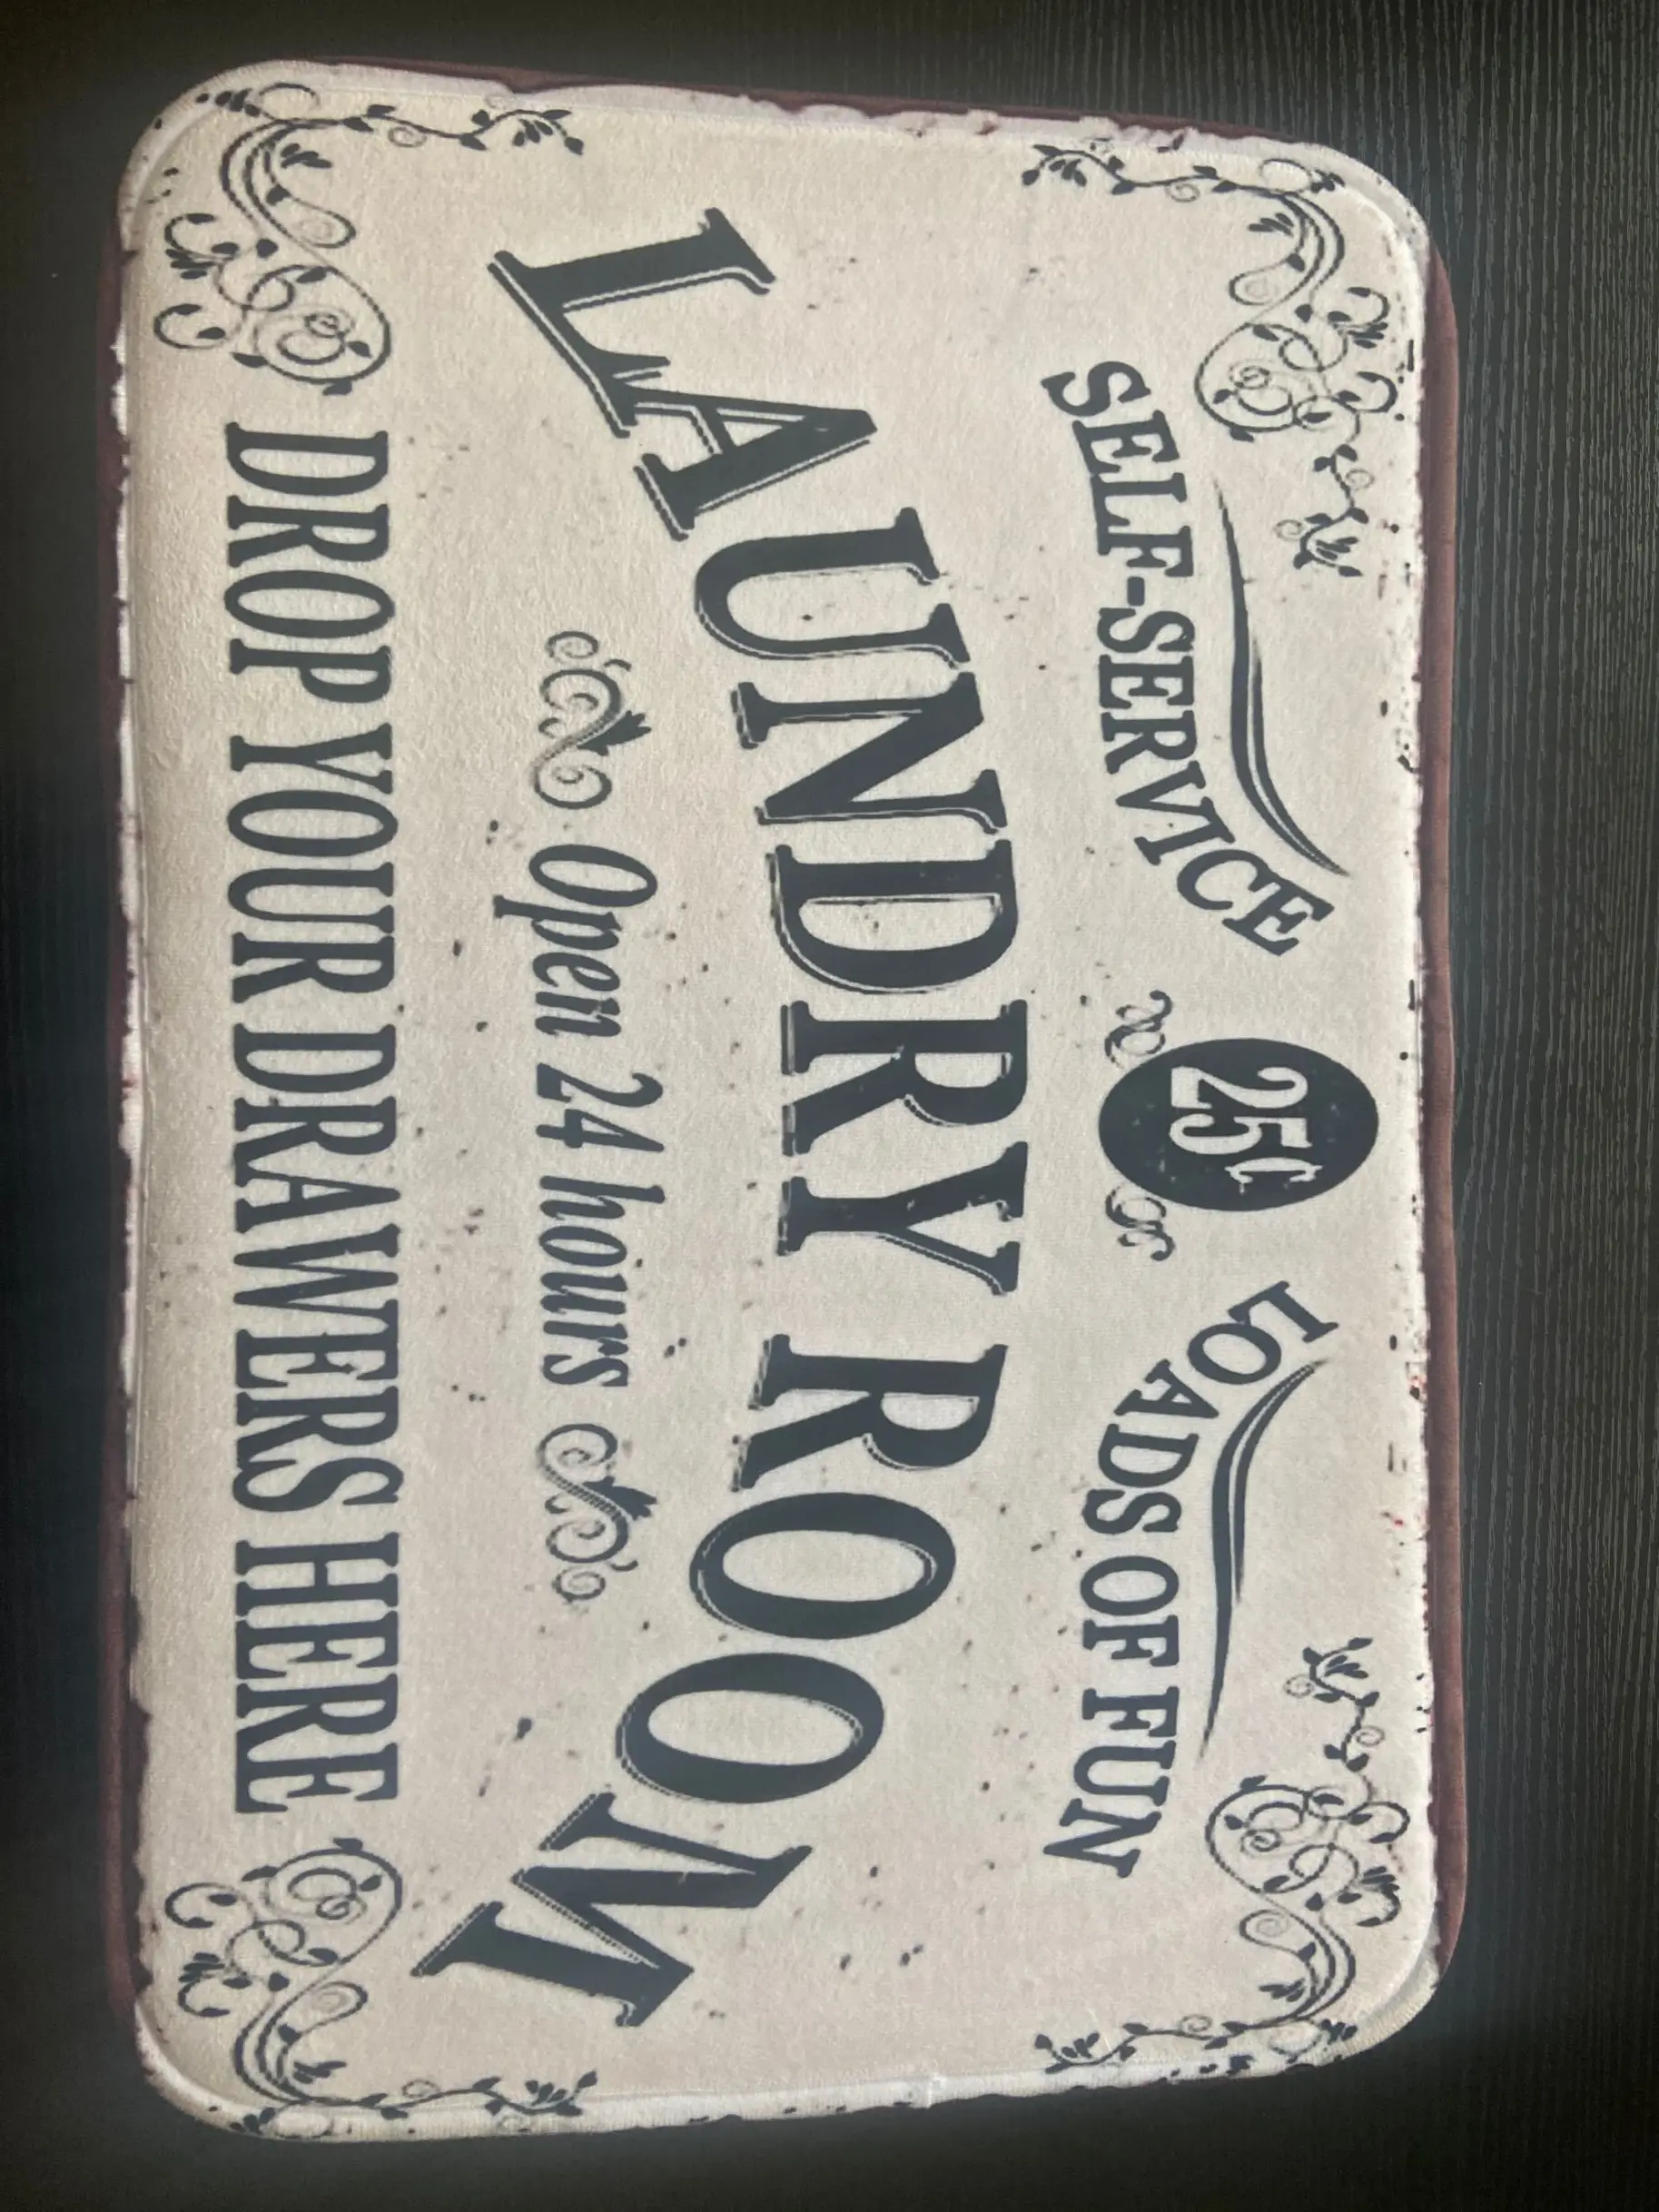 SELF-SERVICE 25¢ LOADS OF FUN
LAUNDRY ROOM
Open 24 hours
DROP YOUR DRAWERS HERE